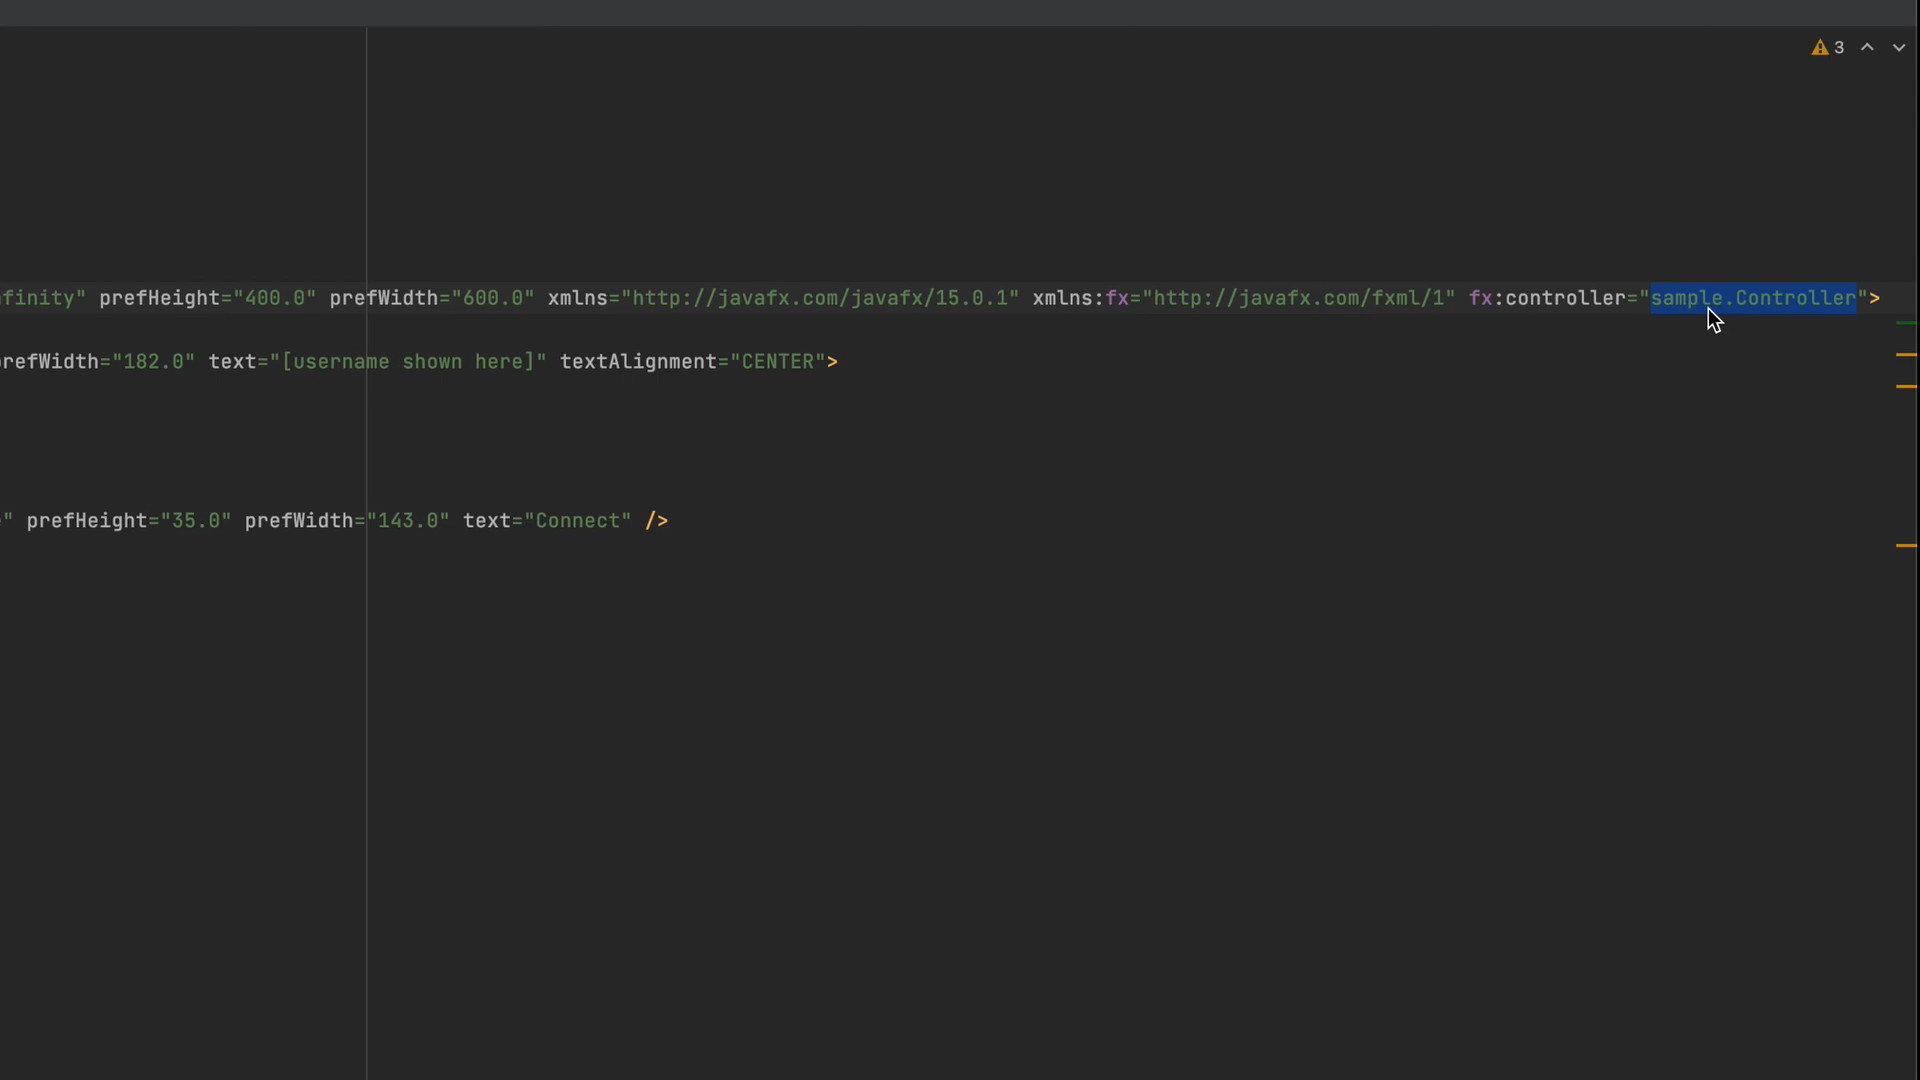 3
finity" prefHeight="400.0" prefWidth="600.0" xmlns="http://javafx.com/javafx/15.0.1" xmlns:fx="http://javafx.com/fxml/1" fx:controller="sample.Controller">
prefWidth="182.0" text="[username shown here]" textAlignment="CENTER">
" prefHeight="35.0" prefWidth="143.0" text="Connect" />